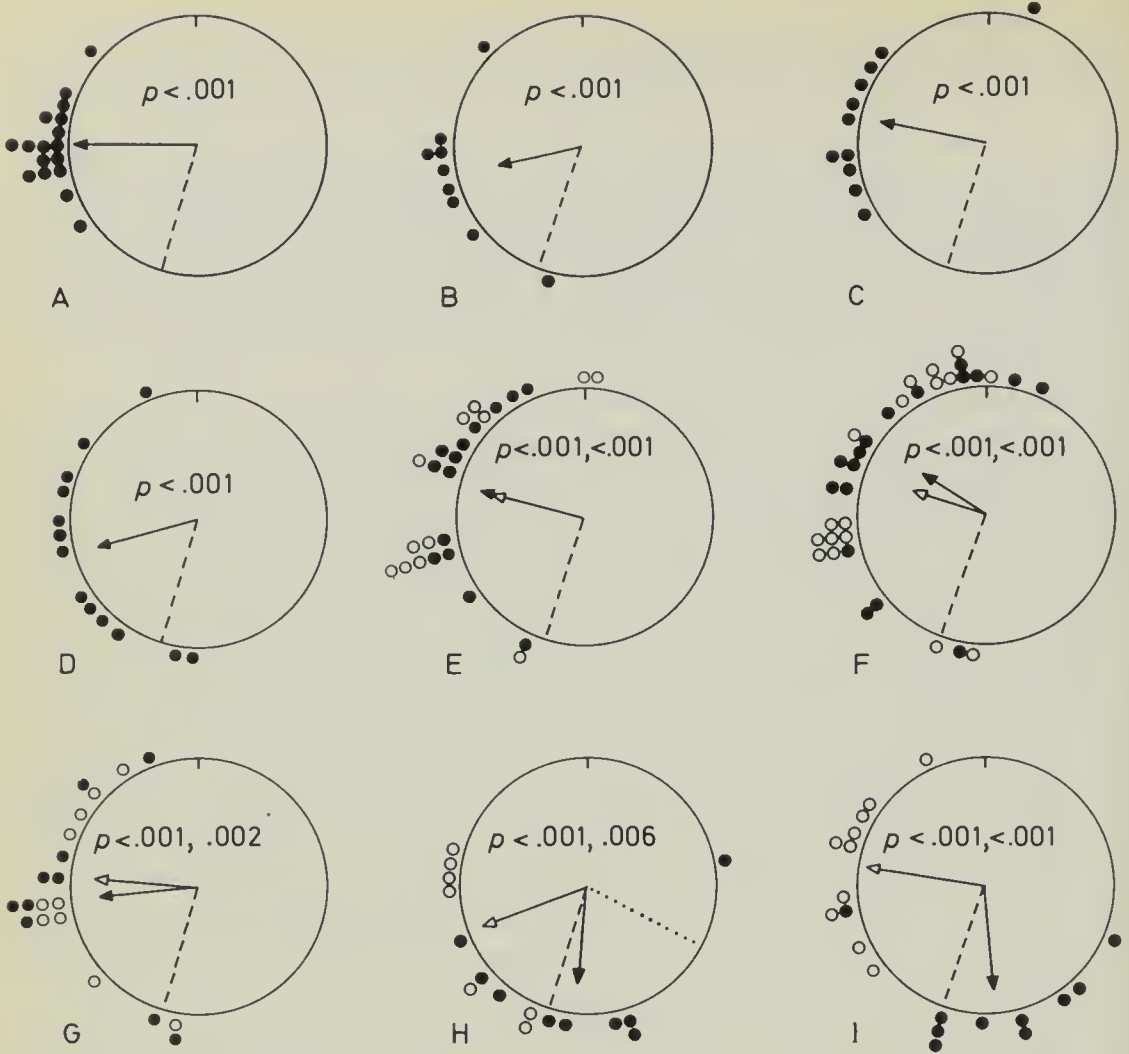 p < .001
A
p < .001
B
p < .001
C
p < .001
D
p < .001, < .001
E
p < .001, < .001
F
p < .001, .002
G
p < .001, .006
H
p < .001, < .001
I